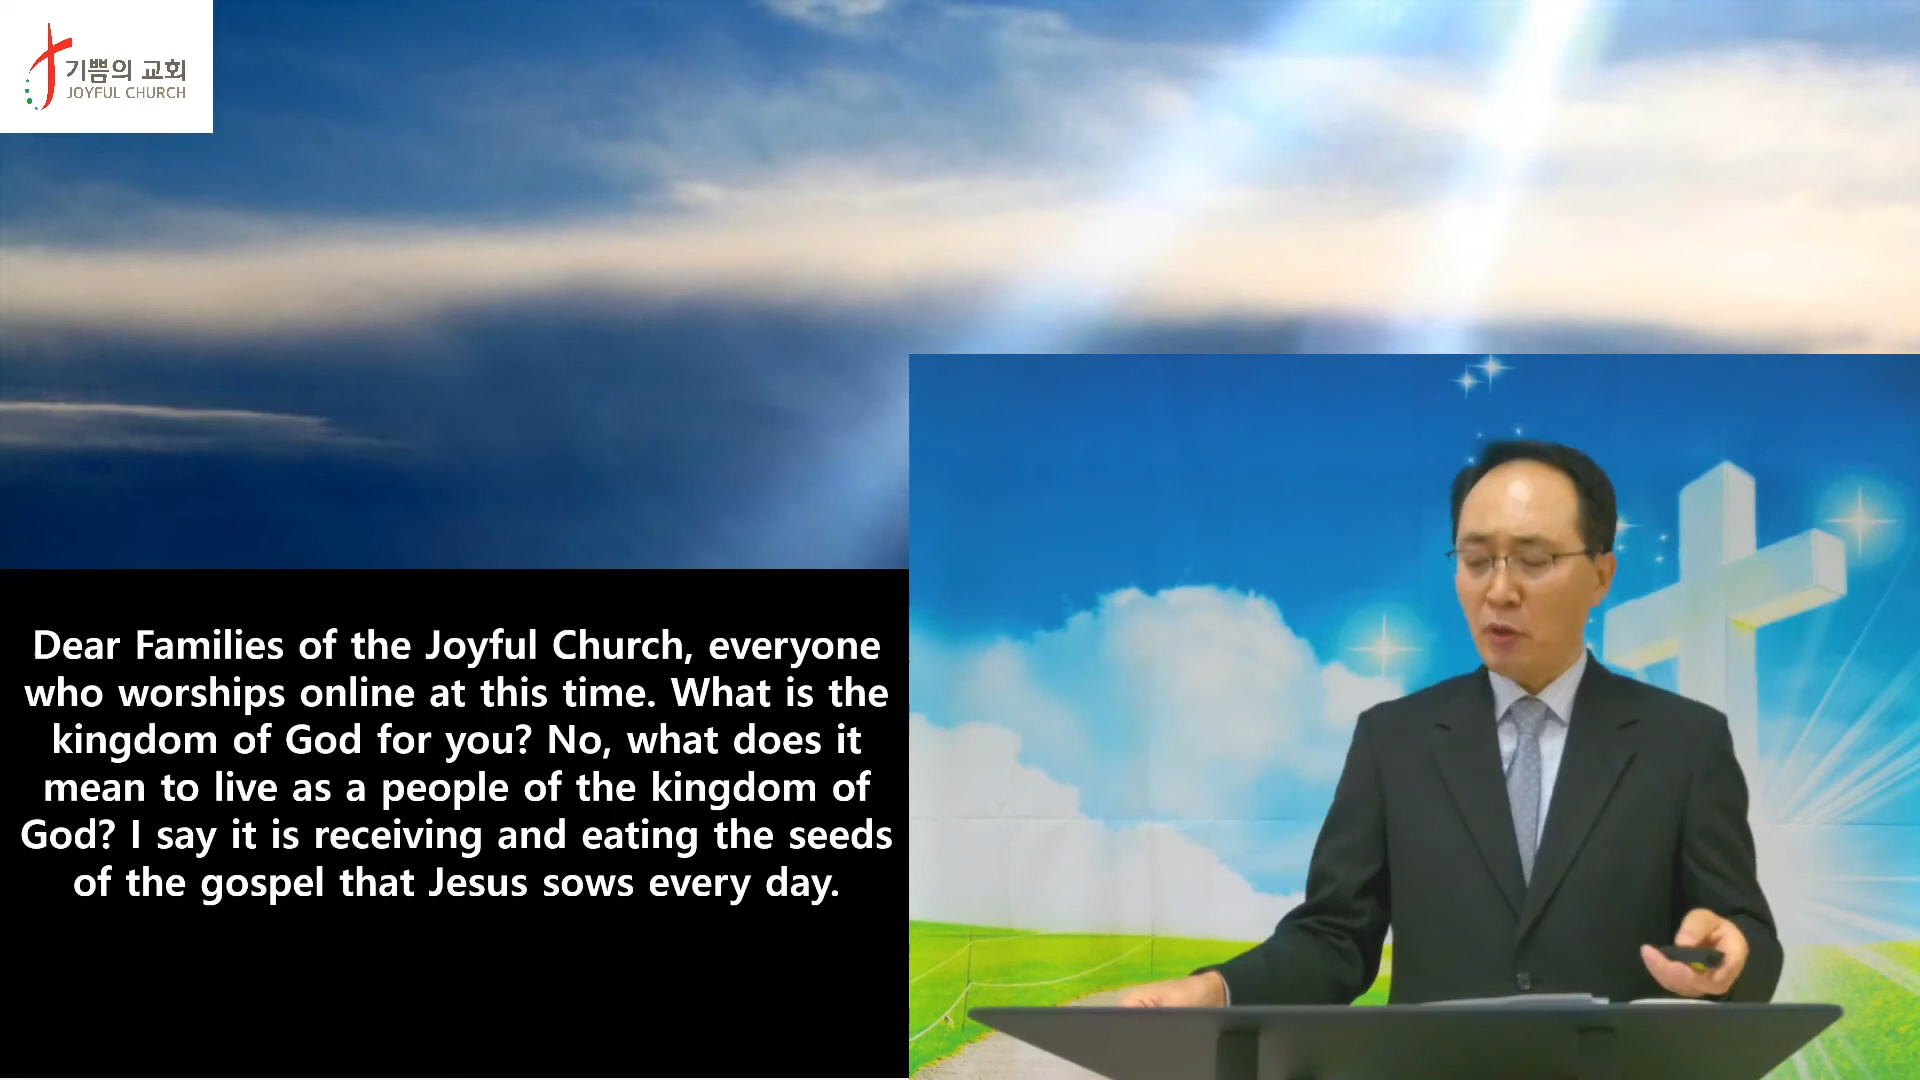 기쁨의 교회
JOYFUL CHURCH
Dear Families of the Joyful Church, everyone
who worships online at this time. What is the
kingdom of God for you? No, what does it
mean to live as a people of the kingdom of
God? I say it is receiving and eating the seeds
of the gospel that Jesus sows every day.